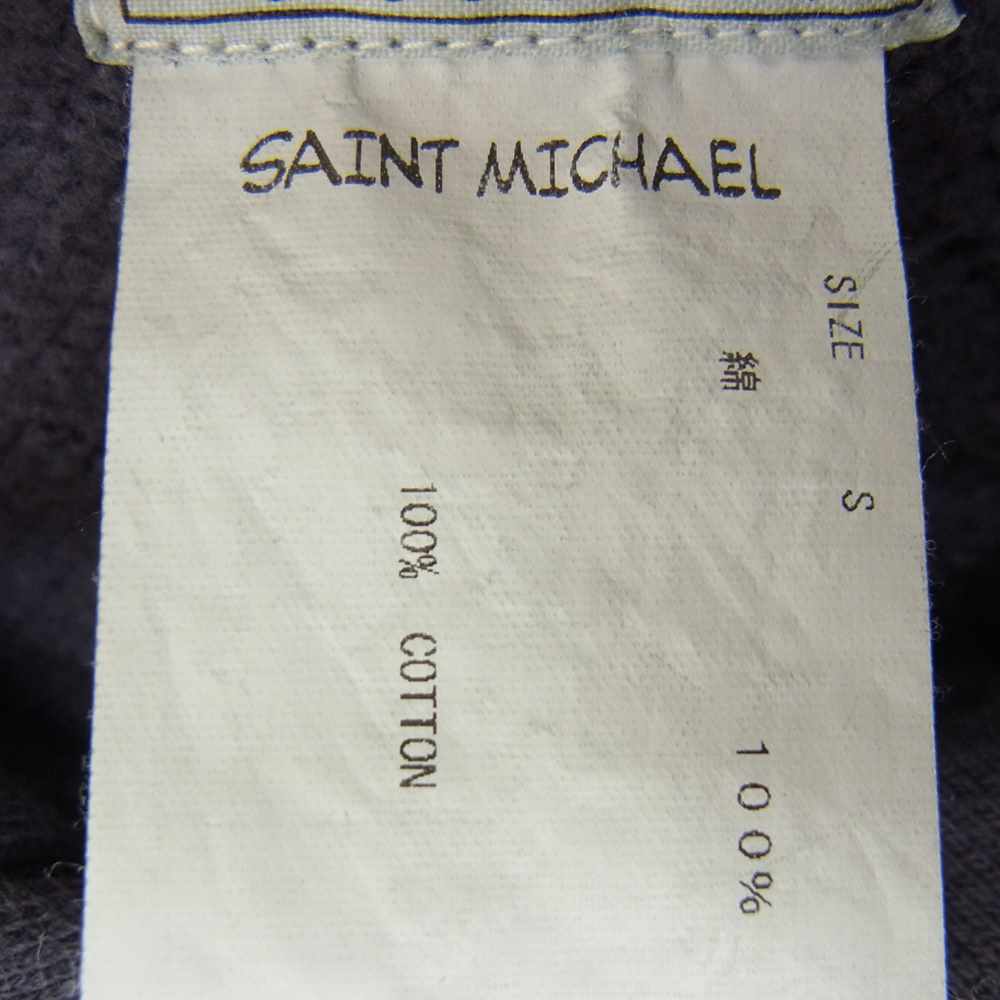 SAINT MICHAEL
SIZE S
綿 100%
100% COTTON